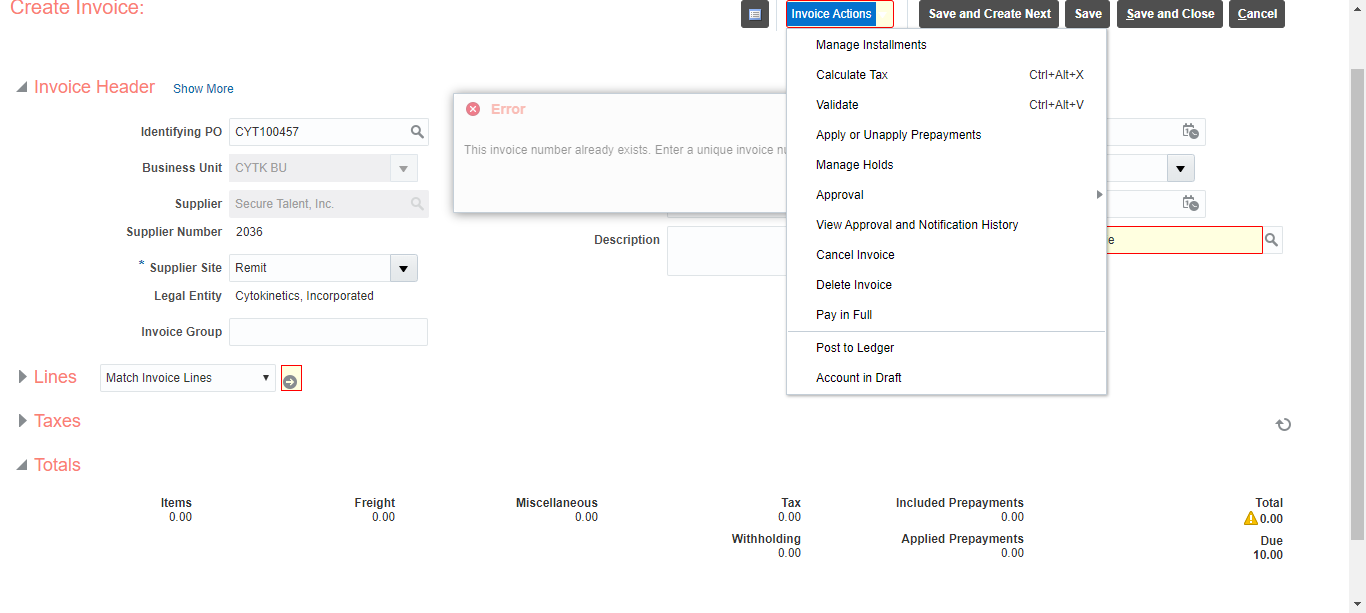 Create Invoice:
Invoice Actions
Save and Create Next
Save
Save and Close
Cancel
Manage Installments
Calculate Tax Ctrl+Alt+X
Validate Ctrl+Alt+V
Apply or Unapply Prepayments
Manage Holds
Approval
View Approval and Notification History
Cancel Invoice
Delete Invoice
Pay in Full
Post to Ledger
Account in Draft
Invoice Header Show More
Error
This invoice number already exists. Enter a unique invoice
Identifying PO CYT100457
Business Unit CYTK BU
Supplier Secure Talent, Inc.
Supplier Number 2036
* Supplier Site Remit
Legal Entity Cytokinetics, Incorporated
Invoice Group
Description
e
Lines Match Invoice Lines
Taxes
Totals
Items Freight Miscellaneous Tax Included Prepayments Total
0.00 0.00 0.00 0.00 0.00 0.00
Withholding Applied Prepayments Due
0.00 0.00 10.00